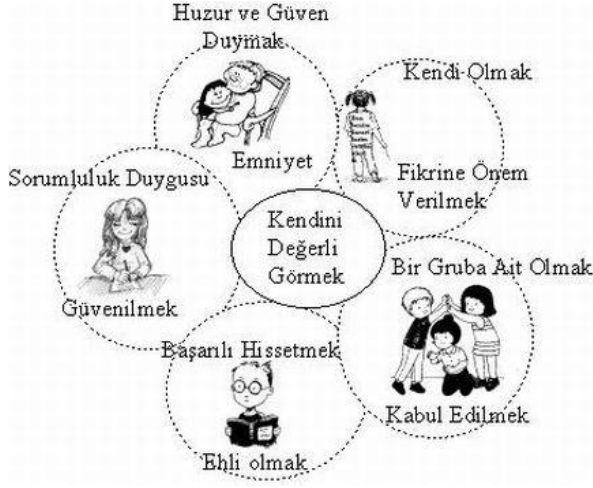 Huzur ve Güven
Duymak
Emniyet
Kendi Olmak
Fikrine Önem
Verilmek
Sorumluluk Duygusu
Güvenilmek
Kendini
Değerli
Görmek
Bir Gruba Ait Olmak
Kabul Edilmek
Başarılı Hissetmek
Ehli olmak